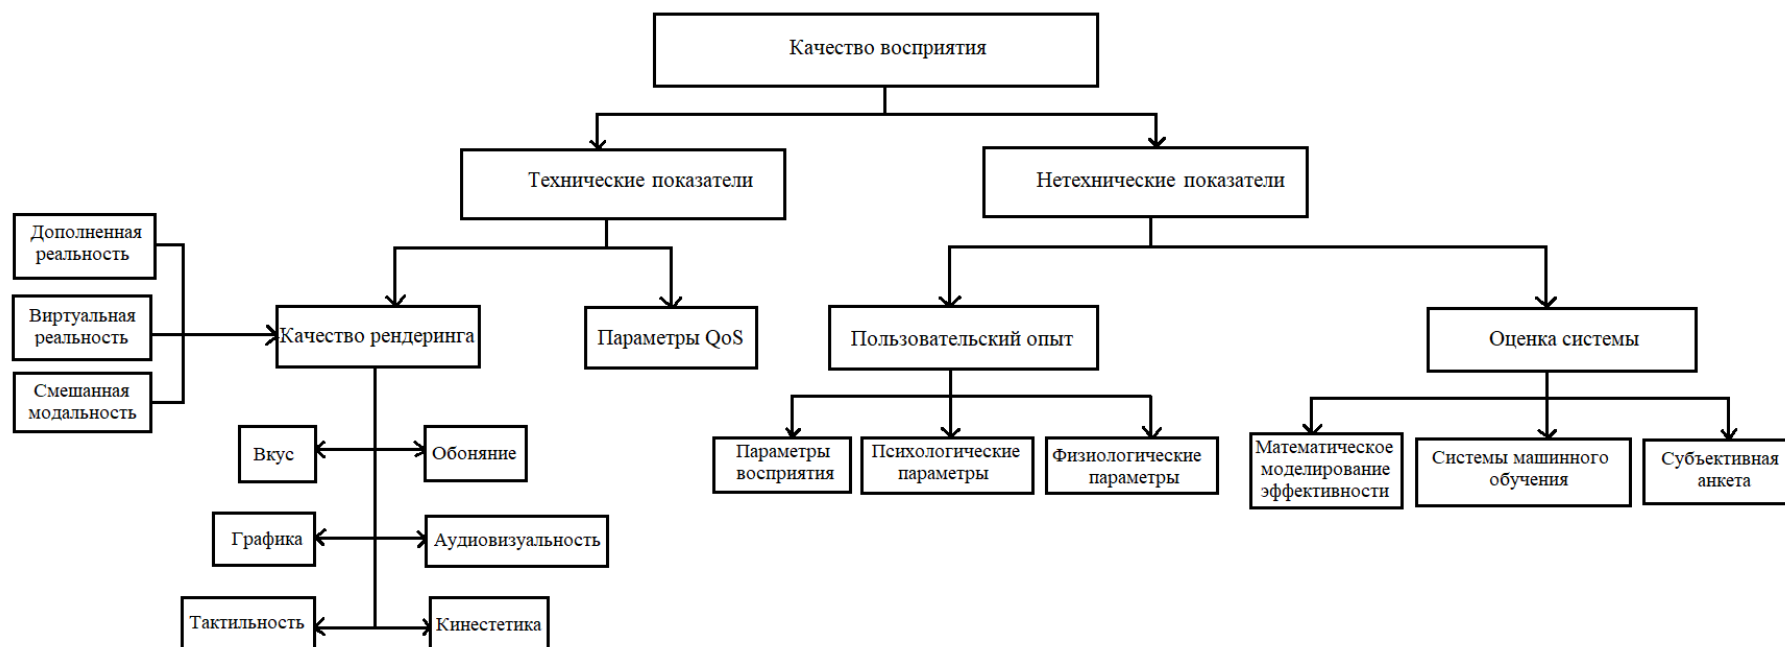 Качество восприятия
Технические показатели
Нетехнические показатели
Дополненная
реальность
Виртуальная
реальность
Смешанная
модальность
Качество рендеринга
Параметры QoS
Пользовательский опыт
Оценка системы
Вкус
Обоняние
Графика
Аудиовизуальность
Тактильность
Кинестетика
Параметры
восприятия
Психологические
параметры
Физиологические
параметры
Математическое
моделирование
эффективности
Системы машинного
обучения
Субъективная
анкета